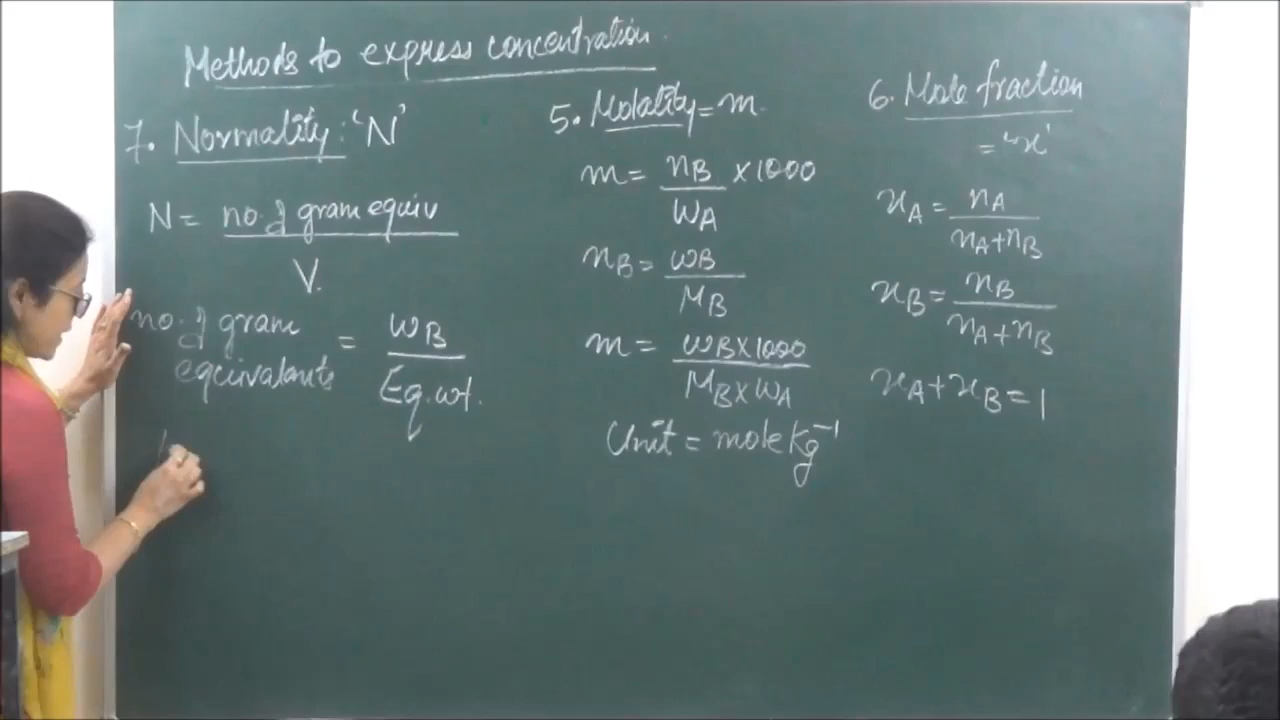 Methods to express concentration.
7. Normality: 'N'
N = no. of gram equiv
V.
no. of gram equivalents = WB
Eq. wt.
5. Molality = m.
m = nB × 1000
WA
nB = WB
MB
m = WB × 1000
MB × WA
Unit = mole Kg⁻¹
6. Mole fraction
= 'x'
xA = nA
nA + nB
xB = nB
nA + nB
xA + xB = 1